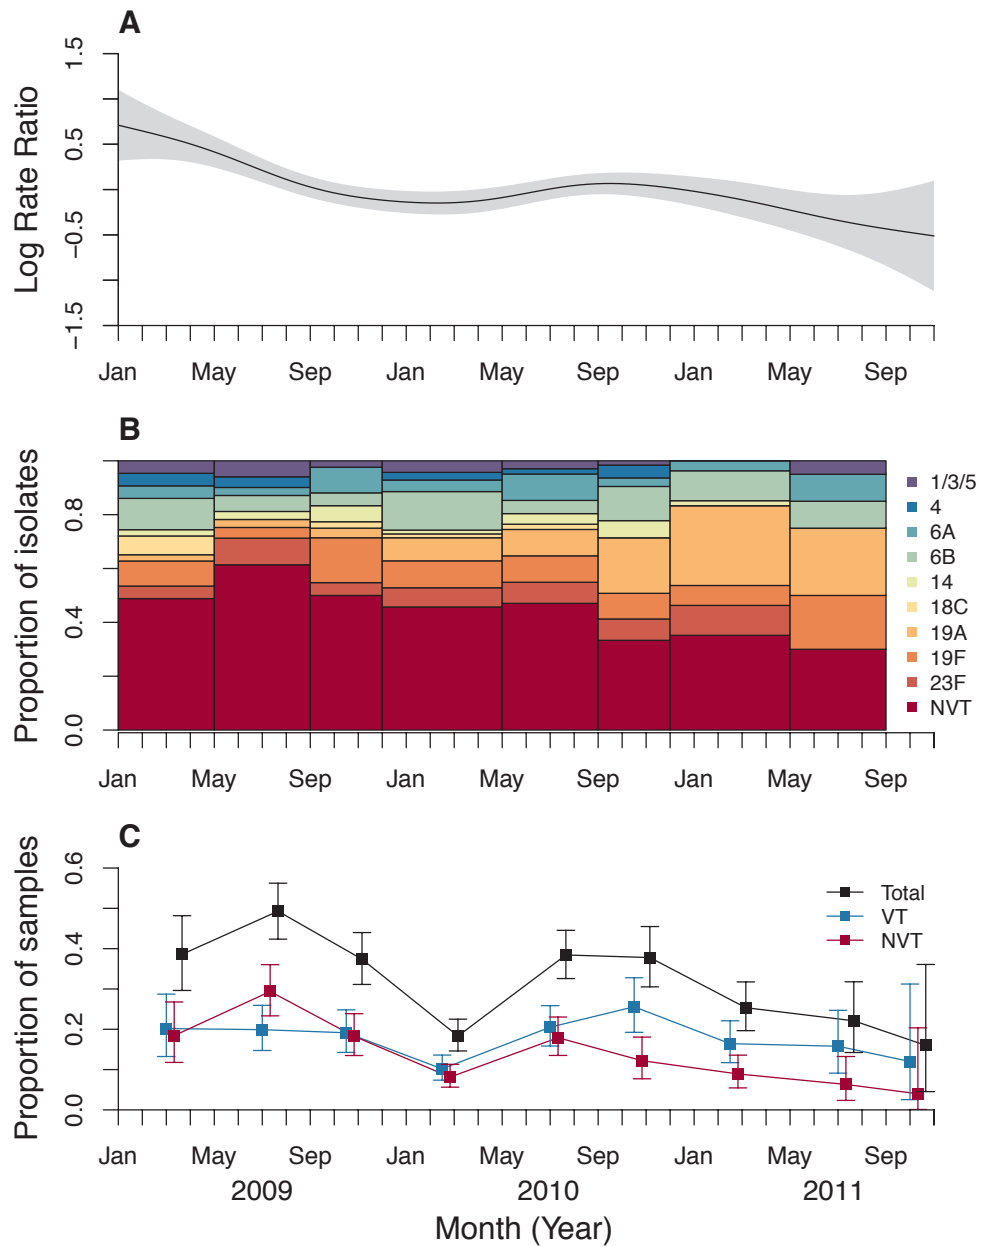 A
Log Rate Ratio
1.5
0.5
−0.5
−1.5
Jan May Sep Jan May Sep Jan May Sep
B
Proportion of isolates
0.8
0.4
0.0
1/3/5
4
6A
6B
14
18C
19A
19F
23F
NVT
Jan May Sep Jan May Sep Jan May Sep
C
Proportion of samples
0.6
0.4
0.2
0.0
Total
VT
NVT
Jan May Sep Jan May Sep Jan May Sep
2009 2010 2011
Month (Year)